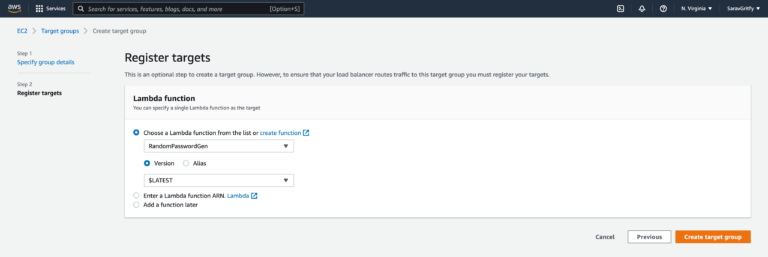 aws Services Search for services, features, blogs, docs, and more [Option+S] N. Virginia ▼ SaravGritfy ▼
EC2 > Target groups > Create target group
Step 1
Specify group details
Step 2
Register targets
Register targets
This is an optional step to create a target group. However, to ensure that your load balancer routes traffic to this target group you must register your targets.
Lambda function
You can specify a single Lambda function as the target
Choose a Lambda function from the list or create function
RandomPasswordGen
Version Alias
$LATEST
Enter a Lambda function ARN. Lambda
Add a function later
Cancel Previous Create target group